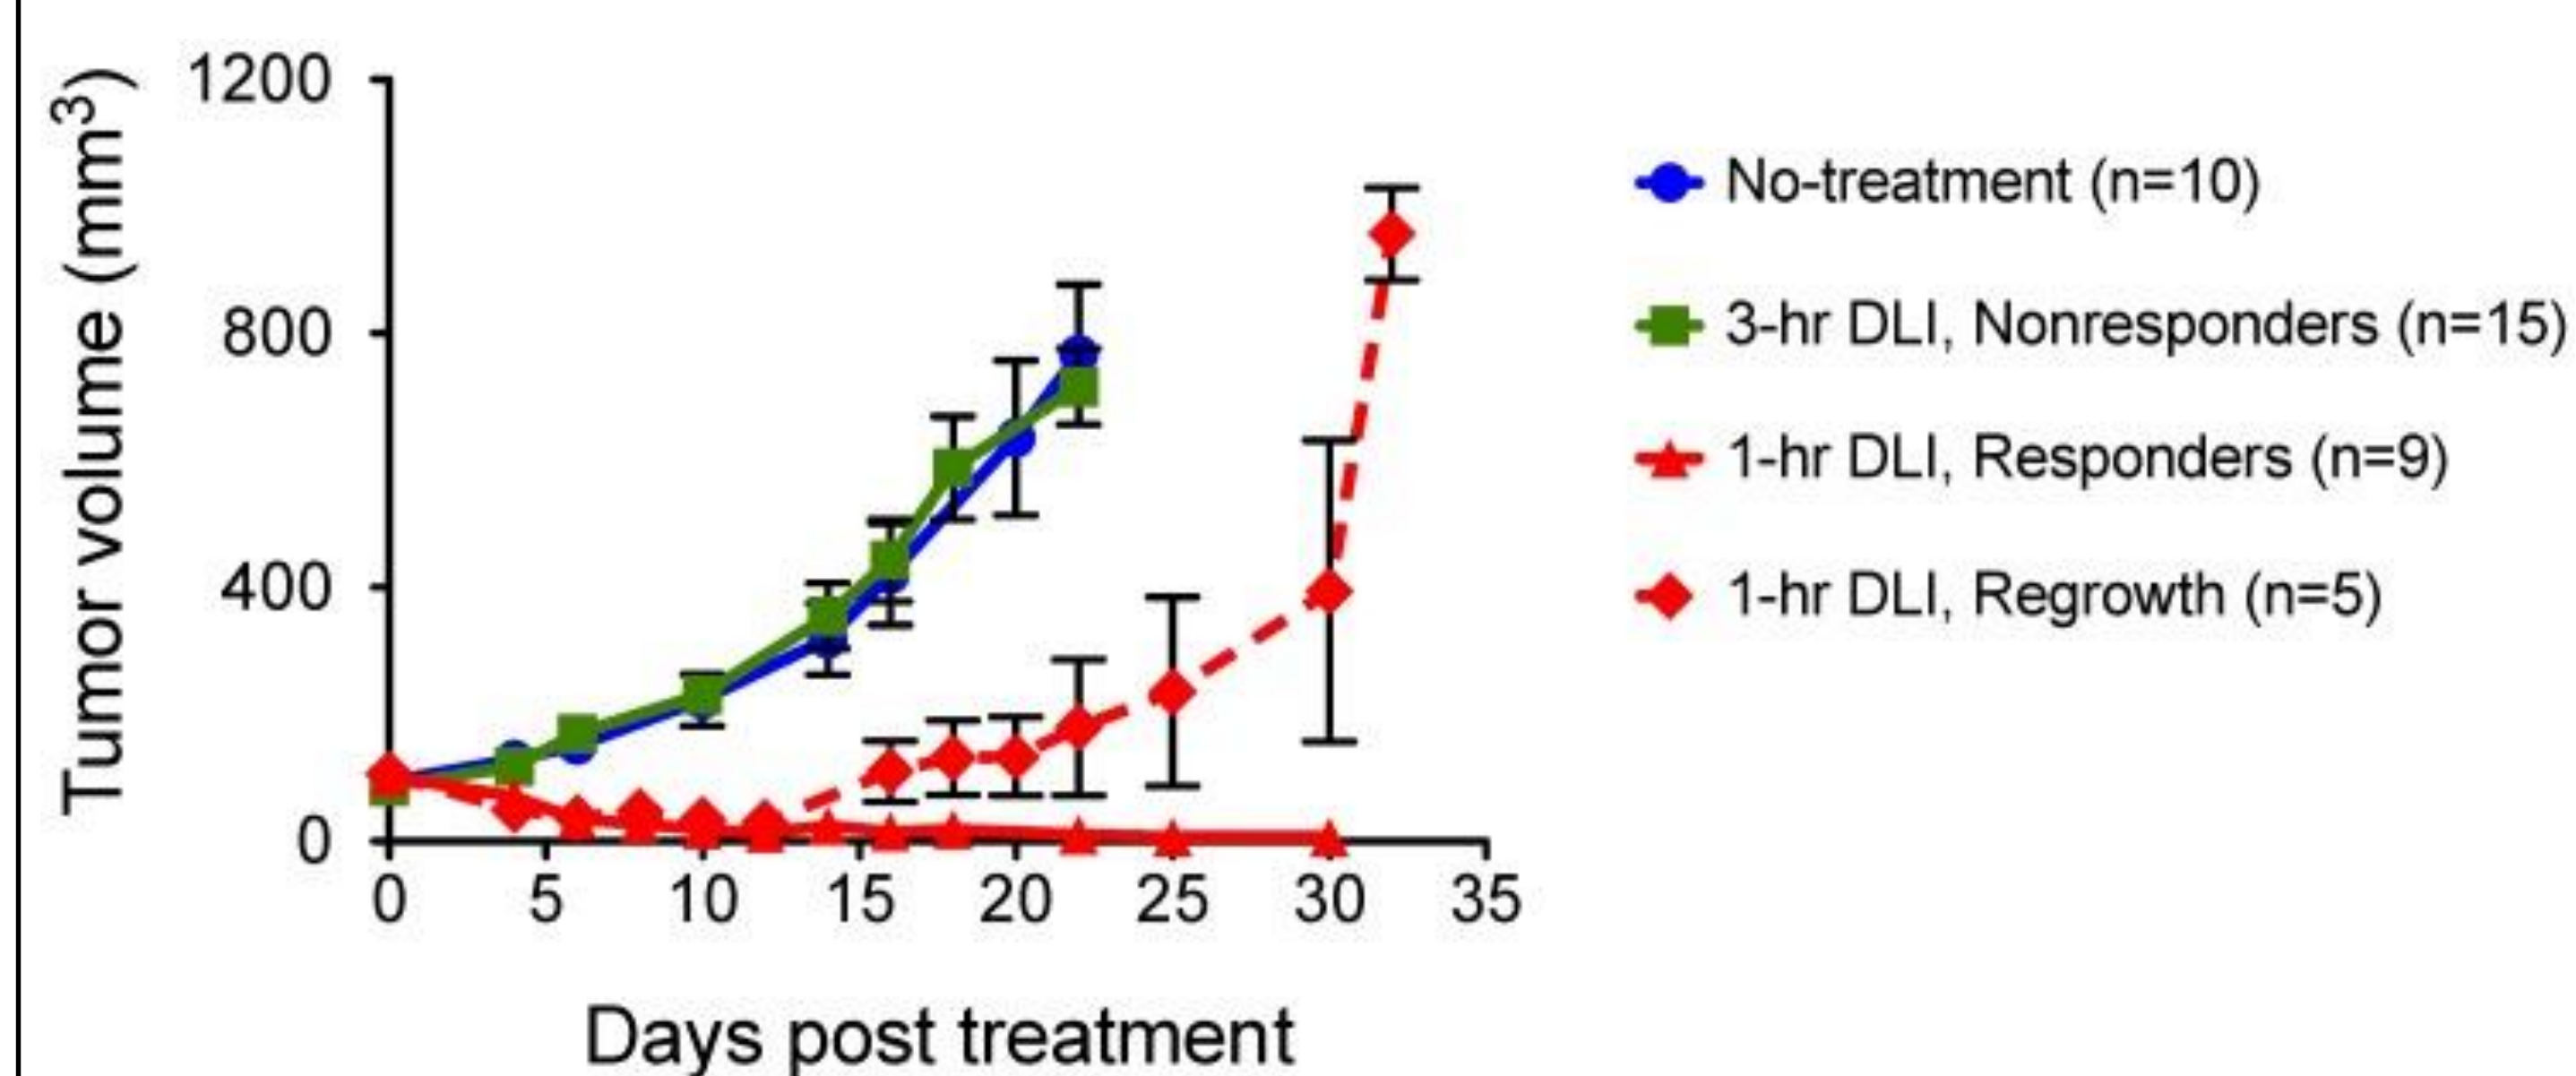 Tumor volume (mm³)
1200
800
400
0
0 5 10 15 20 25 30 35
Days post treatment
No-treatment (n=10)
3-hr DLI, Nonresponders (n=15)
1-hr DLI, Responders (n=9)
1-hr DLI, Regrowth (n=5)